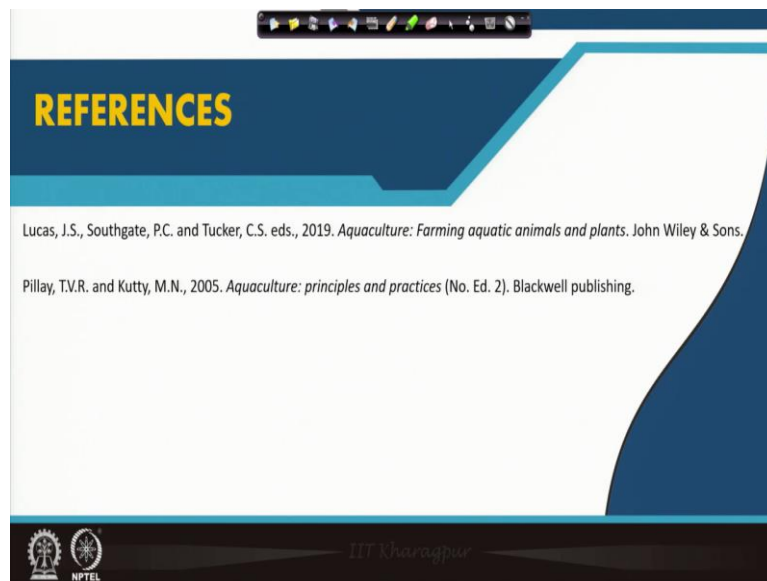 REFERENCES
Lucas, J.S., Southgate, P.C. and Tucker, C.S. eds., 2019. Aquaculture: Farming aquatic animals and plants. John Wiley & Sons.
Pillay, T.V.R. and Kutty, M.N., 2005. Aquaculture: principles and practices (No. Ed. 2). Blackwell publishing.
IIT Kharagpur
NPTEL